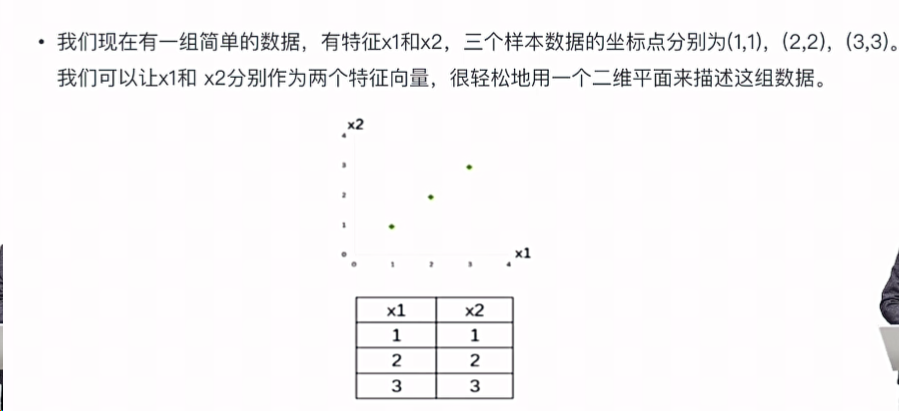 • 我们现在有一组简单的数据，有特征x1和x2，三个样本数据的坐标点分别为(1,1)，(2,2)，(3,3)。
我们可以让x1和 x2分别作为两个特征向量，很轻松地用一个二维平面来描述这组数据。
x2
4
3
2
1
0
x1
0 1 2 3 4
x1 x2
1 1
2 2
3 3